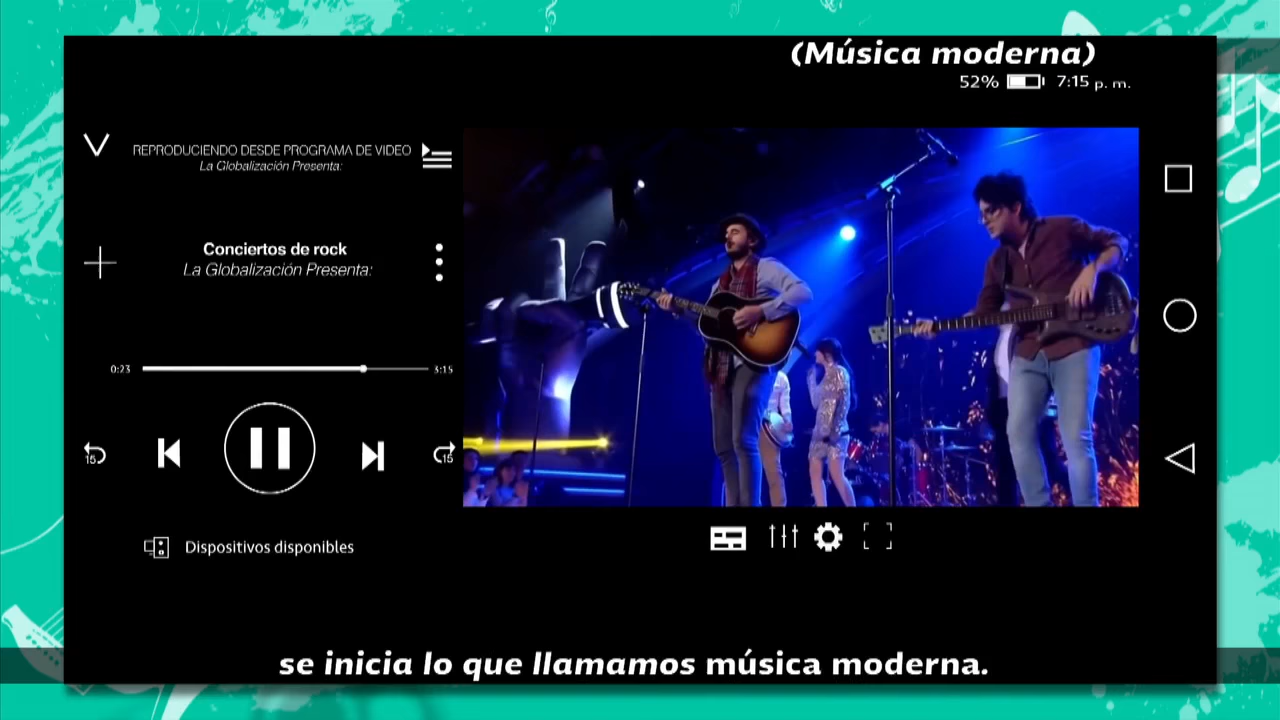 (Música moderna)
52% 7:15 p. m.
REPRODUCIENDO DESDE PROGRAMA DE VIDEO
La Globalización Presenta:
Conciertos de rock
La Globalización Presenta:
0:23 3:15
15 15
Dispositivos disponibles
se inicia lo que llamamos música moderna.